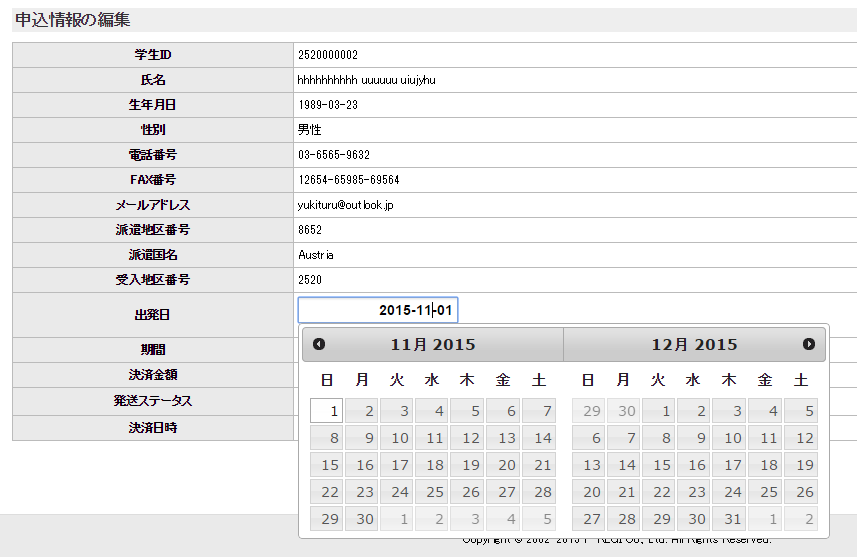 申込情報の編集
学生ID 2520000002
氏名 hhhhhhhhhh uuuuuu uiujyhu
生年月日 1989-03-23
性別 男性
電話番号 03-6565-9632
FAX番号 12654-65985-69564
メールアドレス yukituru@outlook.jp
派遣地区番号 8652
派遣国名 Austria
受入地区番号 2520
出発日 2015-11-01
期間
決済金額
発送ステータス
決済日時
11月 2015 12月 2015
日 月 火 水 木 金 土 日 月 火 水 木 金 土
1 2 3 4 5 6 7 29 30 1 2 3 4 5
8 9 10 11 12 13 14 6 7 8 9 10 11 12
15 16 17 18 19 20 21 13 14 15 16 17 18 19
22 23 24 25 26 27 28 20 21 22 23 24 25 26
29 30 1 2 3 4 5 27 28 29 30 31 1 2
Copyright © 2002-2015 Co., Ltd. All Rights Reserved.